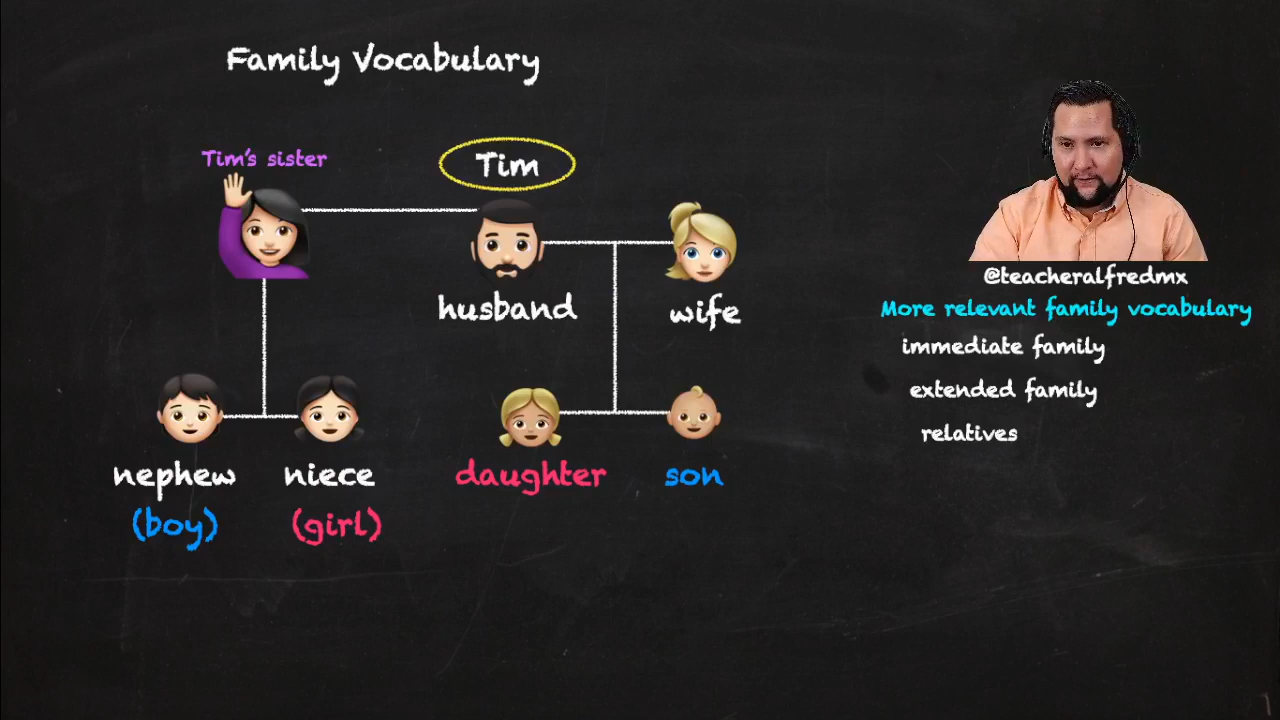 Family Vocabulary
Tim's sister
Tim
husband
wife
nephew
(boy)
niece
(girl)
daughter
son
@teacheralfredmx
More relevant family vocabulary
immediate family
extended family
relatives